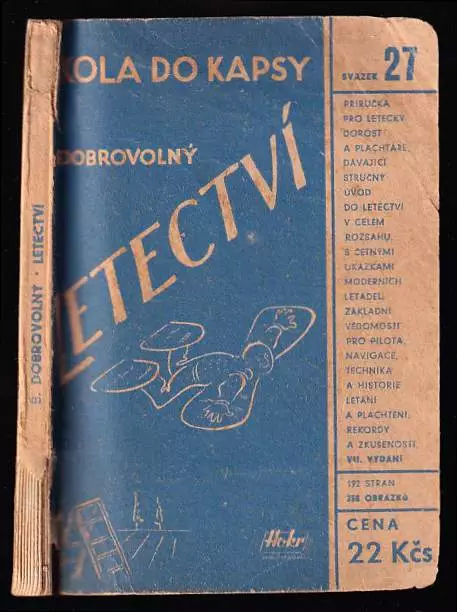 KOLA DO KAPSY
DOBROVOLNÝ
LETECTVÍ
SVAZEK 27
PŘÍRUČKA
PRO LETECKÝ
DOROST
A PLACHTAŘE,
DÁVAJÍCÍ
STRUČNÝ
ÚVOD
DO LETECTVÍ
V CELÉM
ROZSAHU,
S ČETNÝMI
UKÁZKAMI
MODERNÍCH
LETADEL.
ZÁKLADNÍ
VĚDOMOSTI
PRO PILOTA,
NAVIGACE,
TECHNIKA
A HISTORIE
LÉTÁNÍ
A PLACHTĚNÍ,
REKORDY
A ZKUŠENOSTI.
VII. VYDÁNÍ
192 STRAN
258 OBRÁZKŮ
CENA
22 Kčs
Hokr
B. DOBROVOLNÝ · LETECTVÍ